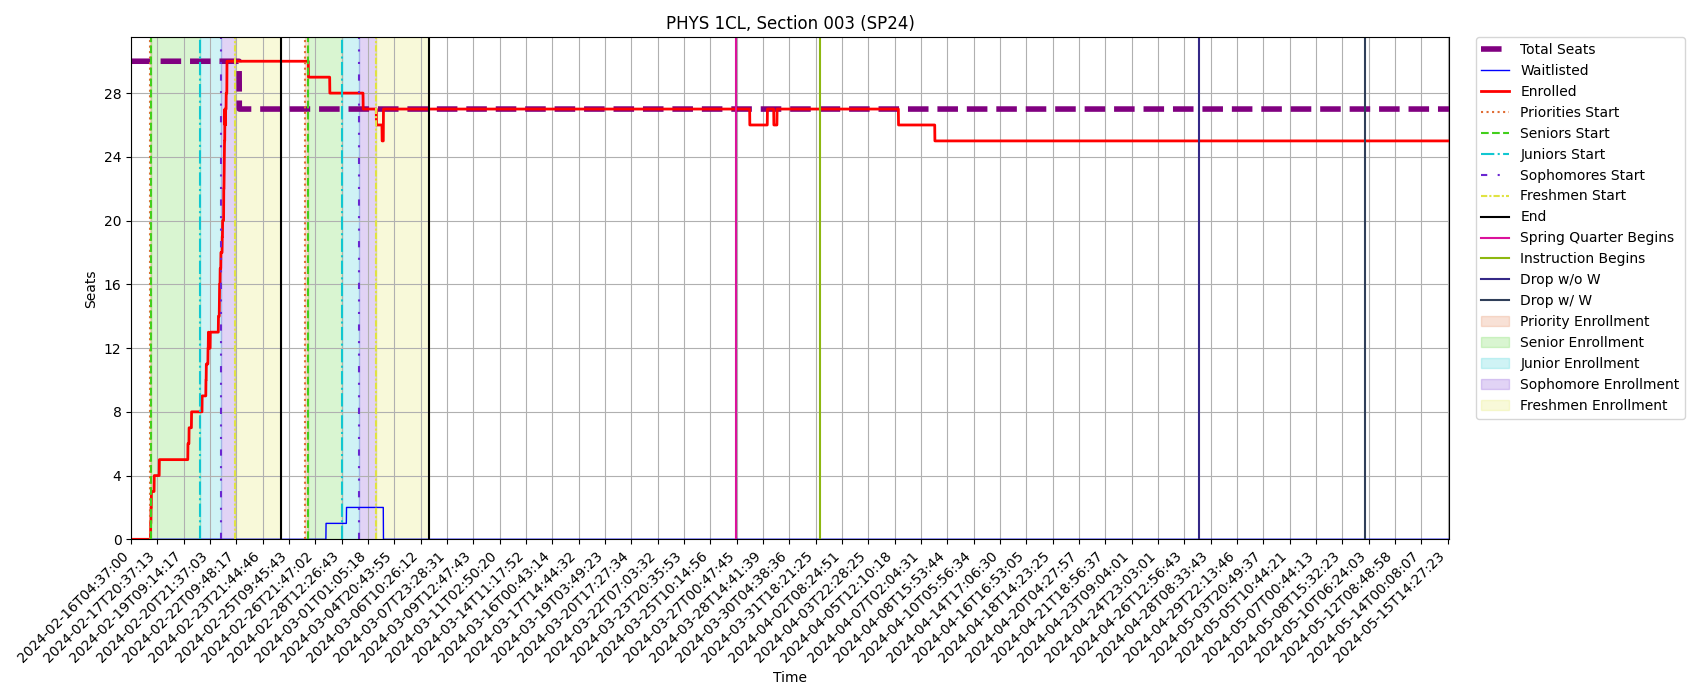 PHYS 1CL, Section 003 (SP24)
Seats
28
24
20
16
12
8
4
0
2024-02-16T04:37:00
2024-02-17T20:37:13
2024-02-19T09:14:17
2024-02-20T21:37:03
2024-02-22T09:48:17
2024-02-23T21:44:46
2024-02-25T09:45:43
2024-02-26T21:47:02
2024-02-28T12:26:43
2024-03-01T01:05:18
2024-03-04T20:43:55
2024-03-06T10:26:12
2024-03-07T23:28:31
2024-03-09T12:47:43
2024-03-11T02:50:20
2024-03-14T11:17:52
2024-03-16T00:43:14
2024-03-17T14:44:32
2024-03-19T03:49:23
2024-03-20T17:27:34
2024-03-22T07:03:32
2024-03-23T20:35:53
2024-03-25T10:14:56
2024-03-27T00:47:45
2024-03-28T14:41:39
2024-03-30T04:38:36
2024-03-31T18:21:25
2024-04-02T08:24:51
2024-04-03T22:28:25
2024-04-05T12:10:18
2024-04-07T02:04:31
2024-04-08T15:53:44
2024-04-10T05:56:34
2024-04-14T17:06:30
2024-04-16T16:53:05
2024-04-18T14:23:25
2024-04-20T04:27:57
2024-04-21T18:56:37
2024-04-23T09:04:01
2024-04-24T23:03:01
2024-04-26T12:56:43
2024-04-28T08:33:43
2024-04-29T22:13:46
2024-05-03T20:49:37
2024-05-05T10:44:21
2024-05-07T00:44:13
2024-05-08T15:32:23
2024-05-10T06:24:03
2024-05-12T08:48:58
2024-05-14T00:08:07
2024-05-15T14:27:23
Time
Total Seats
Waitlisted
Enrolled
Priorities Start
Seniors Start
Juniors Start
Sophomores Start
Freshmen Start
End
Spring Quarter Begins
Instruction Begins
Drop w/o W
Drop w/ W
Priority Enrollment
Senior Enrollment
Junior Enrollment
Sophomore Enrollment
Freshmen Enrollment